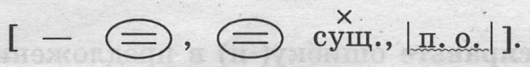 [ — , сущ., |п. о.| ].